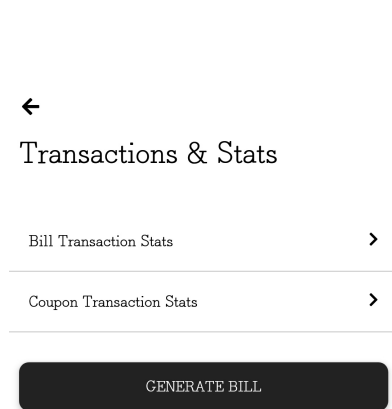 Transactions & Stats
Bill Transaction Stats
Coupon Transaction Stats
GENERATE BILL